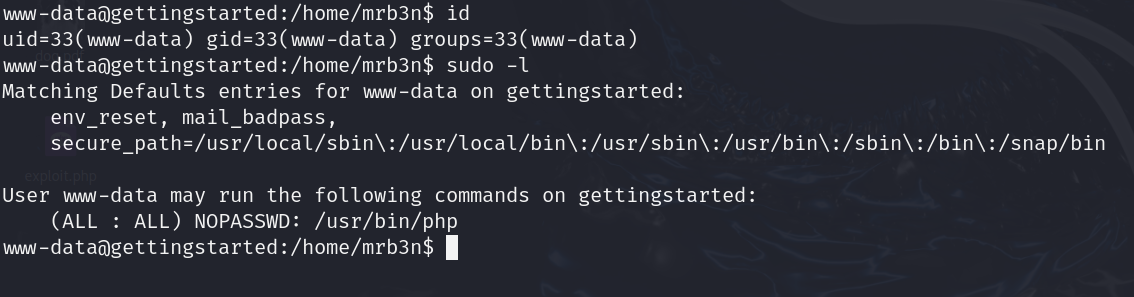 www-data@gettingstarted:/home/mrb3n$ id
uid=33(www-data) gid=33(www-data) groups=33(www-data)
www-data@gettingstarted:/home/mrb3n$ sudo -l
Matching Defaults entries for www-data on gettingstarted:
    env_reset, mail_badpass,
    secure_path=/usr/local/sbin\:/usr/local/bin\:/usr/sbin\:/usr/bin\:/sbin\:/bin\:/snap/bin
exploit.php
User www-data may run the following commands on gettingstarted:
    (ALL : ALL) NOPASSWD: /usr/bin/php
www-data@gettingstarted:/home/mrb3n$